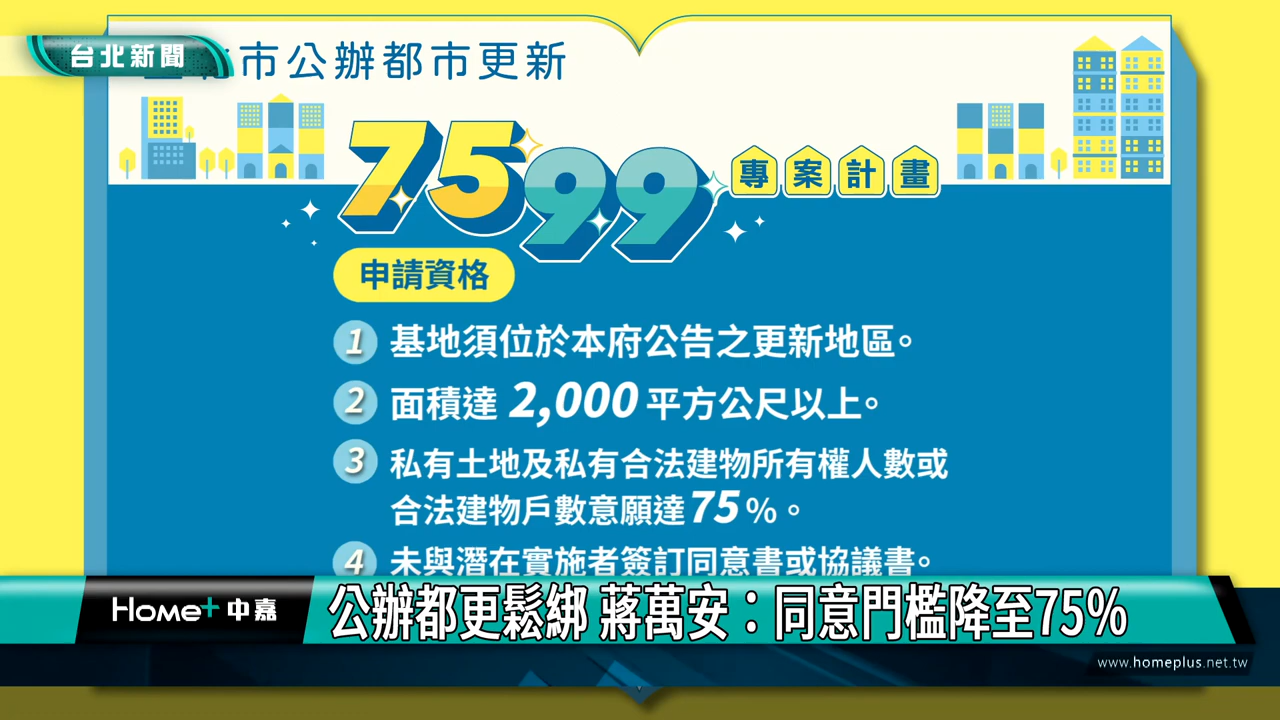 台北新聞
市公辦都市更新
7599
專案計畫
申請資格
1 基地須位於本府公告之更新地區。
2 面積達 2,000 平方公尺以上。
3 私有土地及私有合法建物所有權人數或
合法建物戶數意願達75%。
4 未與潛在實施者簽訂同意書或協議書。
Home+ 中嘉
公辦都更鬆綁 蔣萬安：同意門檻降至75%
www.homeplus.net.tw